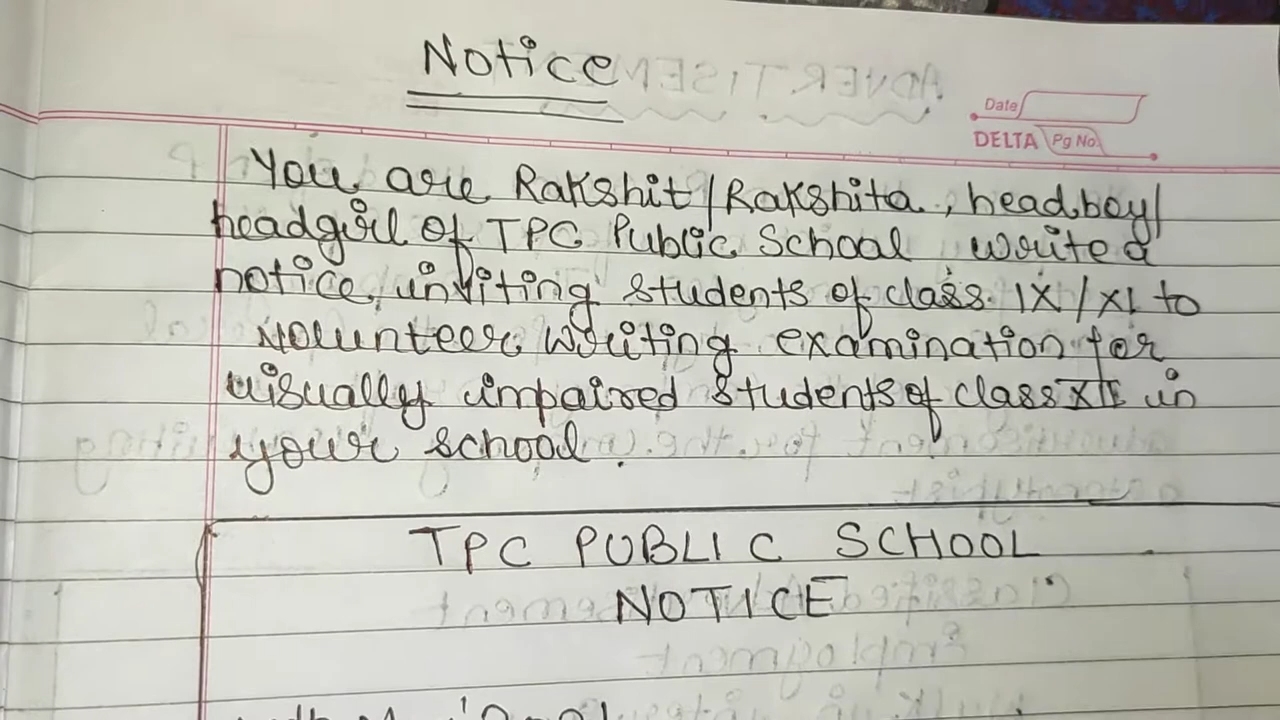 Notice
Date
DELTA Pg No.
You are Rakshit/Rakshita, headboy/
headgirl of TPC Public School write a
notice, inviting students of class IX/XI to
volunteer writing examination for
visually impaired students of class XII in
your school.
TPC PUBLIC SCHOOL
NOTICE